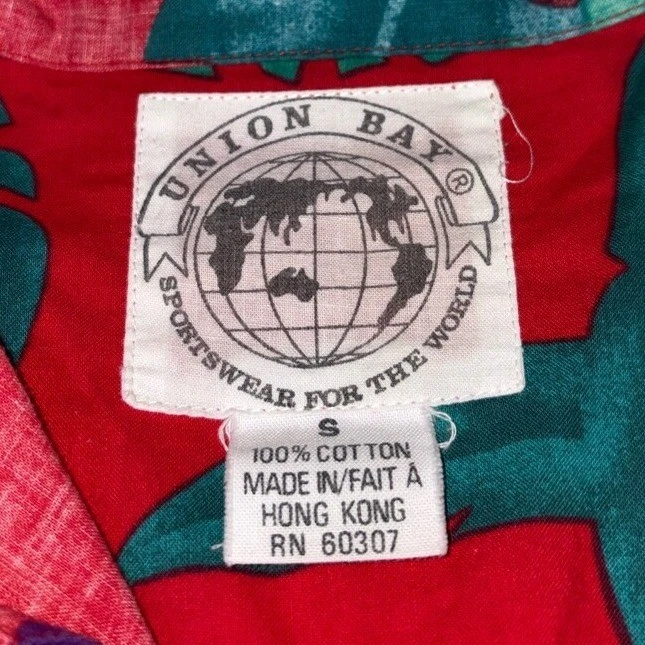 UNION BAY®
SPORTSWEAR FOR THE WORLD
S
100% COTTON
MADE IN/FAIT À
HONG KONG
RN 60307